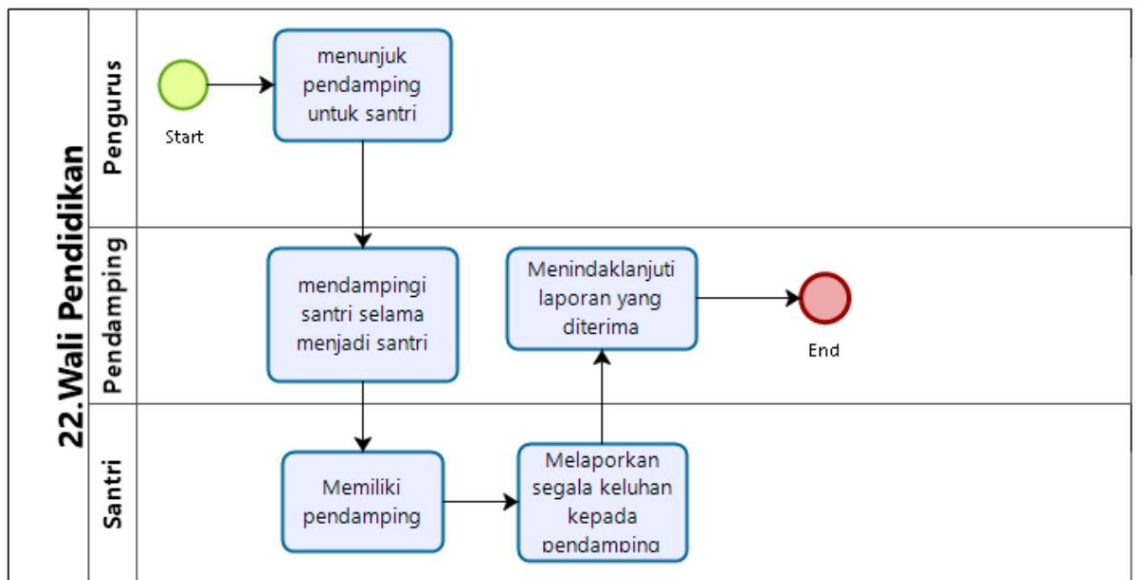 22.Wali Pendidikan
Pengurus
Start
menunjuk
pendamping
untuk santri
Pendamping
mendampingi
santri selama
menjadi santri
Menindaklanjuti
laporan yang
diterima
End
Santri
Memiliki
pendamping
Melaporkan
segala keluhan
kepada
pendamping